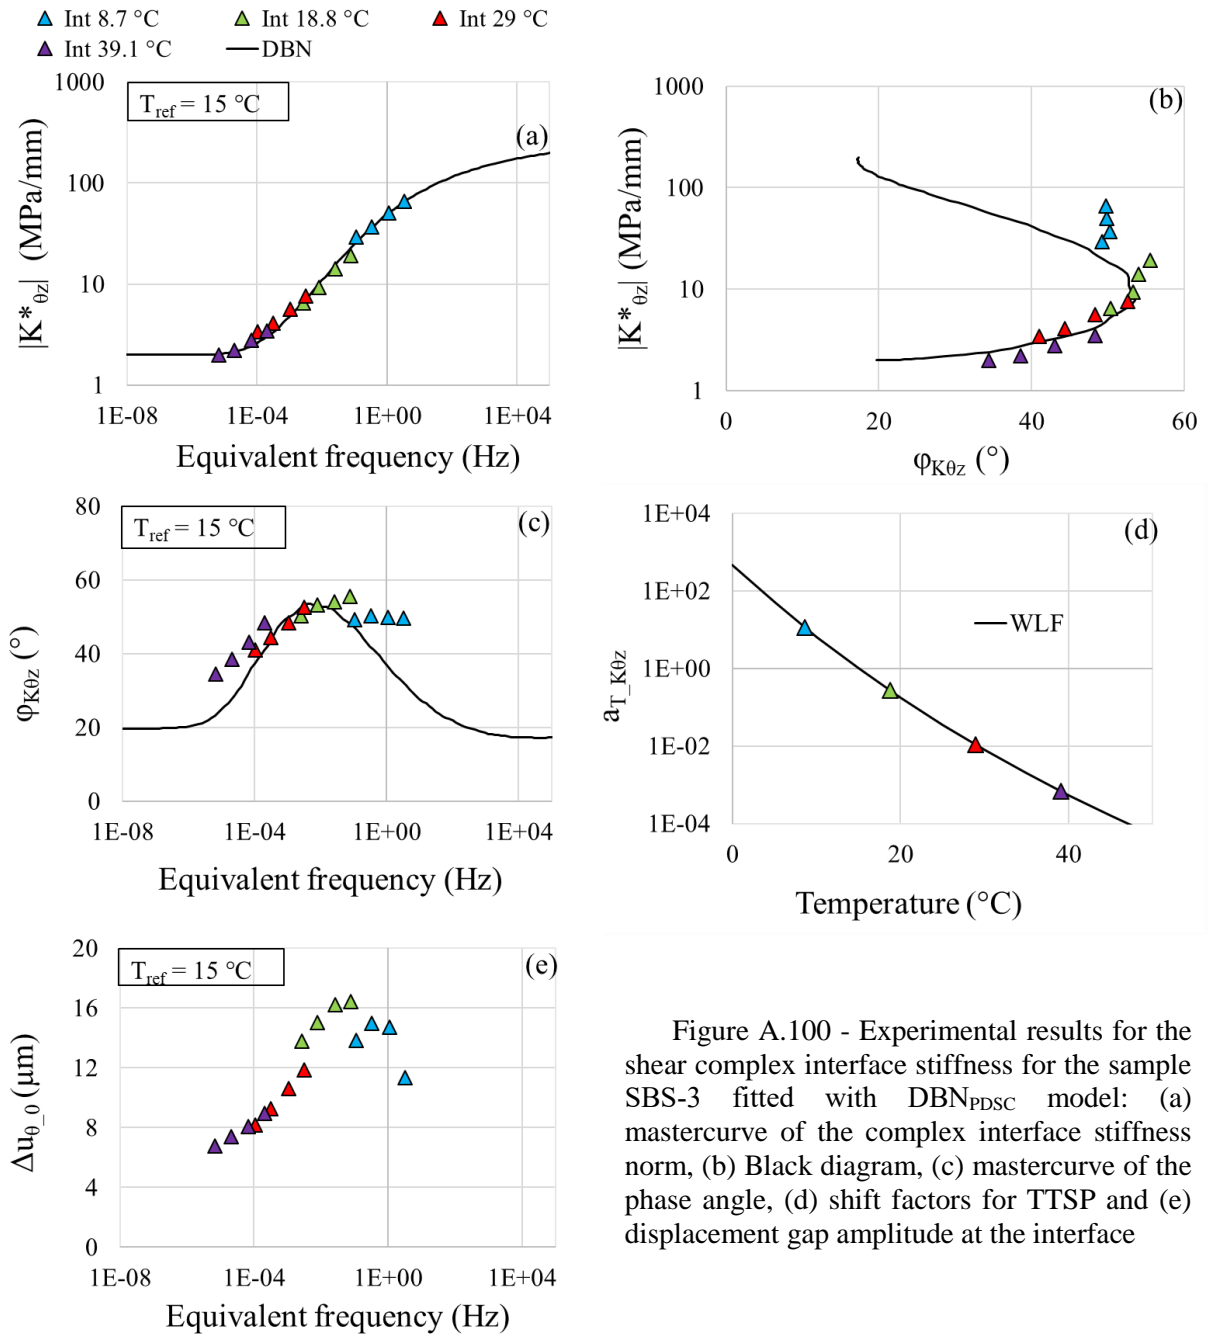 Int 8.7 °C Int 18.8 °C Int 29 °C
Int 39.1 °C DBN
1000
100
10
1
T_ref = 15 °C
(a)
|K*_θz| (MPa/mm)
1E-08 1E-04 1E+00 1E+04
Equivalent frequency (Hz)
1000
100
10
1
(b)
|K*_θz| (MPa/mm)
0 20 40 60
φ_Kθz (°)
80
60
40
20
0
T_ref = 15 °C
(c)
φ_Kθz (°)
1E-08 1E-04 1E+00 1E+04
Equivalent frequency (Hz)
1E+04
1E+02
1E+00
1E-02
1E-04
(d)
WLF
a_T_Kθz
0 20 40
Temperature (°C)
20
16
12
8
4
0
T_ref = 15 °C
(e)
Δu_θ_0 (μm)
1E-08 1E-04 1E+00 1E+04
Equivalent frequency (Hz)
Figure A.100 - Experimental results for the
shear complex interface stiffness for the sample
SBS-3 fitted with DBN_PDSC model: (a)
mastercurve of the complex interface stiffness
norm, (b) Black diagram, (c) mastercurve of the
phase angle, (d) shift factors for TTSP and (e)
displacement gap amplitude at the interface